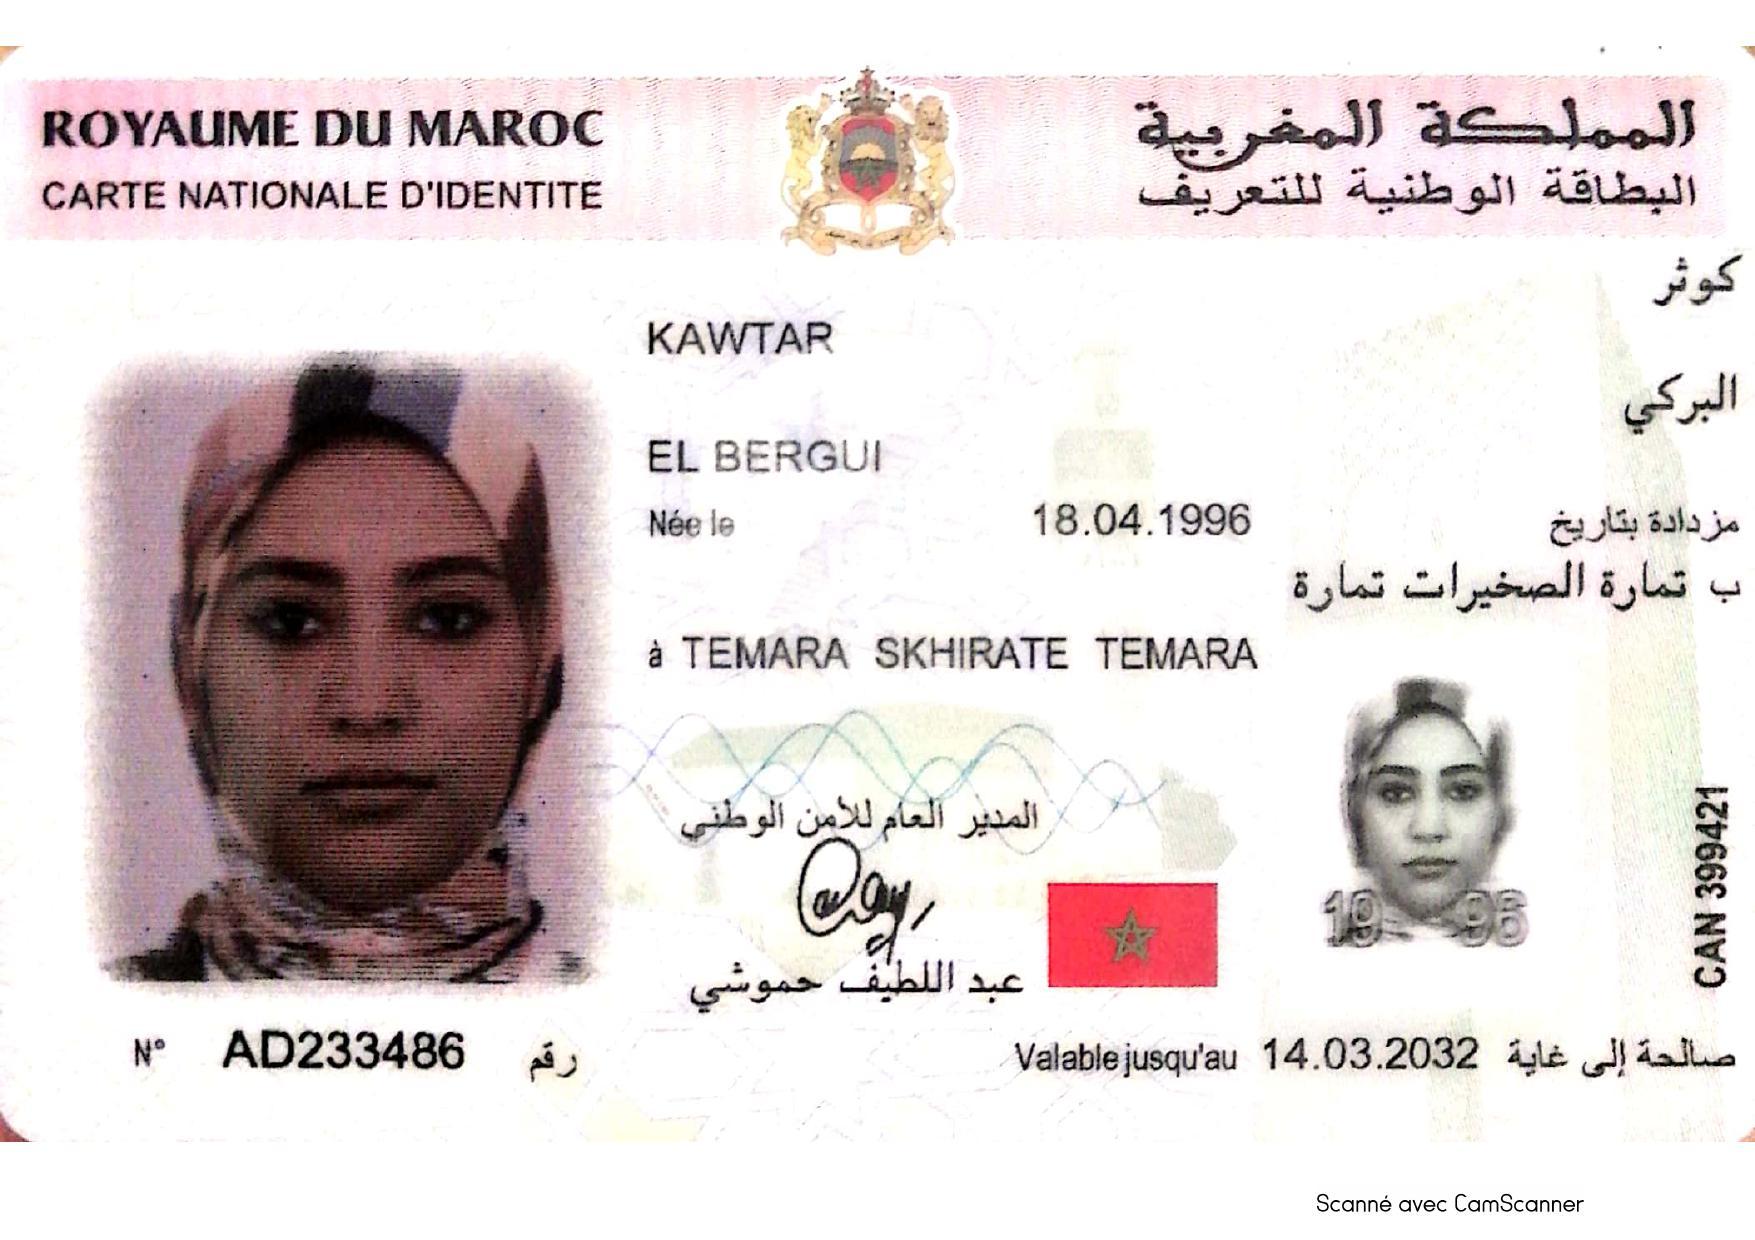 ROYAUME DU MAROC
المملكة المغربية
CARTE NATIONALE D'IDENTITE
البطاقة الوطنية للتعريف
كوثر
KAWTAR
البركي
EL BERGUI
Née le 18.04.1996 مزدادة بتاريخ
ب تمارة الصخيرات تمارة
à TEMARA SKHIRATE TEMARA
المدير العام للأمن الوطني
عبد اللطيف حموشي
19 96
CAN 399421
N° AD233486 رقم
Valable jusqu'au 14.03.2032 صالحة إلى غاية
Scanné avec CamScanner